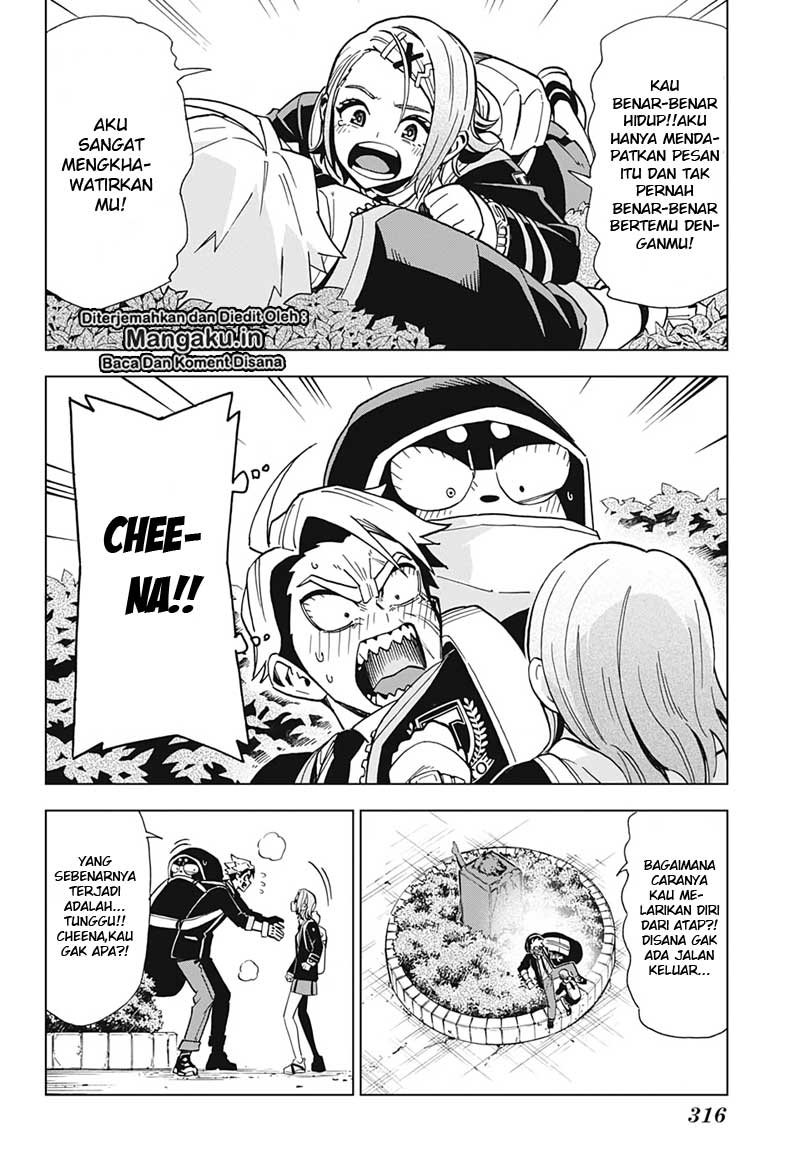 KAU
BENAR-BENAR
HIDUP!!AKU
HANYA MENDA-
PATKAN PESAN
ITU DAN TAK
PERNAH
BENAR-BENAR
BERTEMU DEN-
GANMU!
AKU
SANGAT
MENGKHA-
WATIRKAN
MU!
Diterjemahkan dan Diedit Oleh:
Mangaku.in
Baca Dan Koment Disana
CHEE-
NA!!
BAGAIMANA
CARANYA
KAU ME-
LARIKAN DIRI
DARI ATAP?!
DISANA GAK
ADA JALAN
KELUAR...
YANG
SEBENARNYA
TERJADI
ADALAH...
TUNGGU!!
CHEENA,KAU
GAK APA?!
316